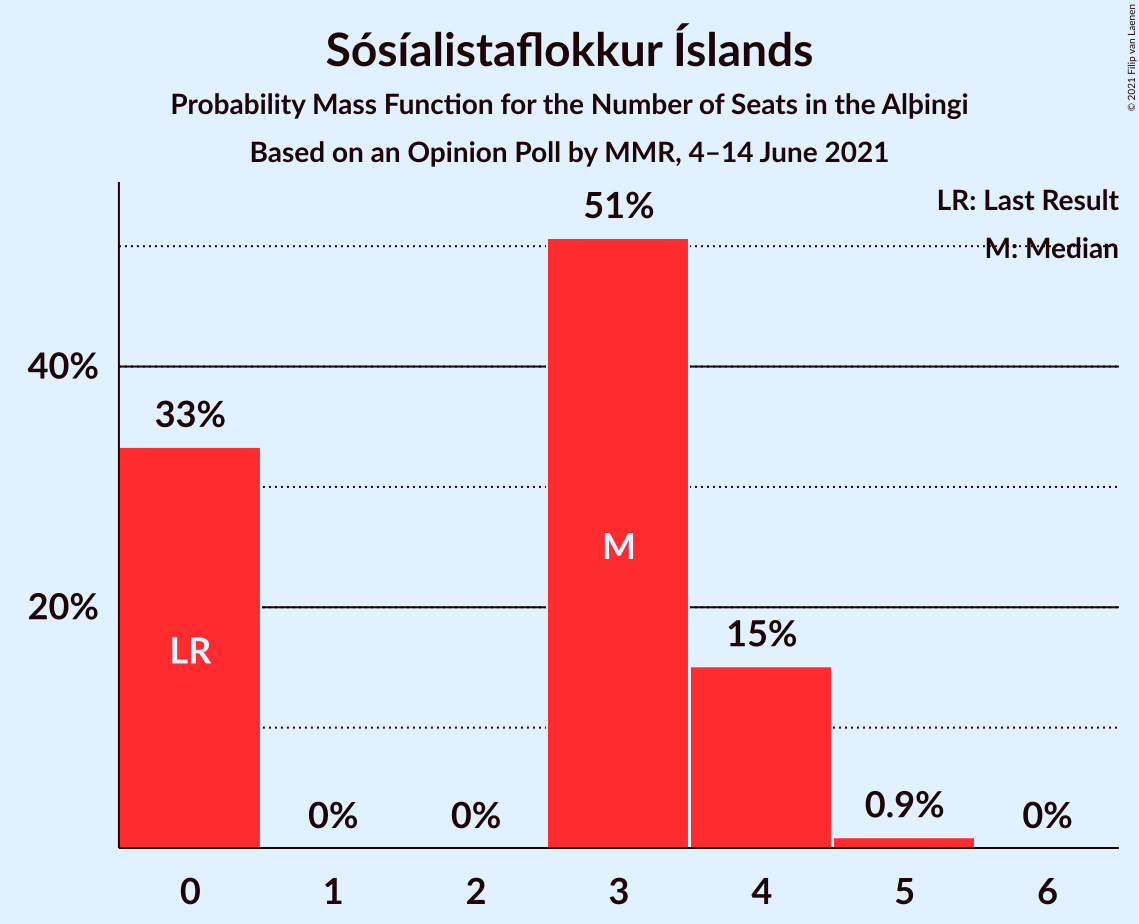 Sósíalistaflokkur Íslands
Probability Mass Function for the Number of Seats in the Alþingi
Based on an Opinion Poll by MMR, 4–14 June 2021
© 2021 Filip van Laenen
LR: Last Result
M: Median
51%
40%
33%
M
20%
15%
LR
0%
0%
0.9%
0%
0 1 2 3 4 5 6